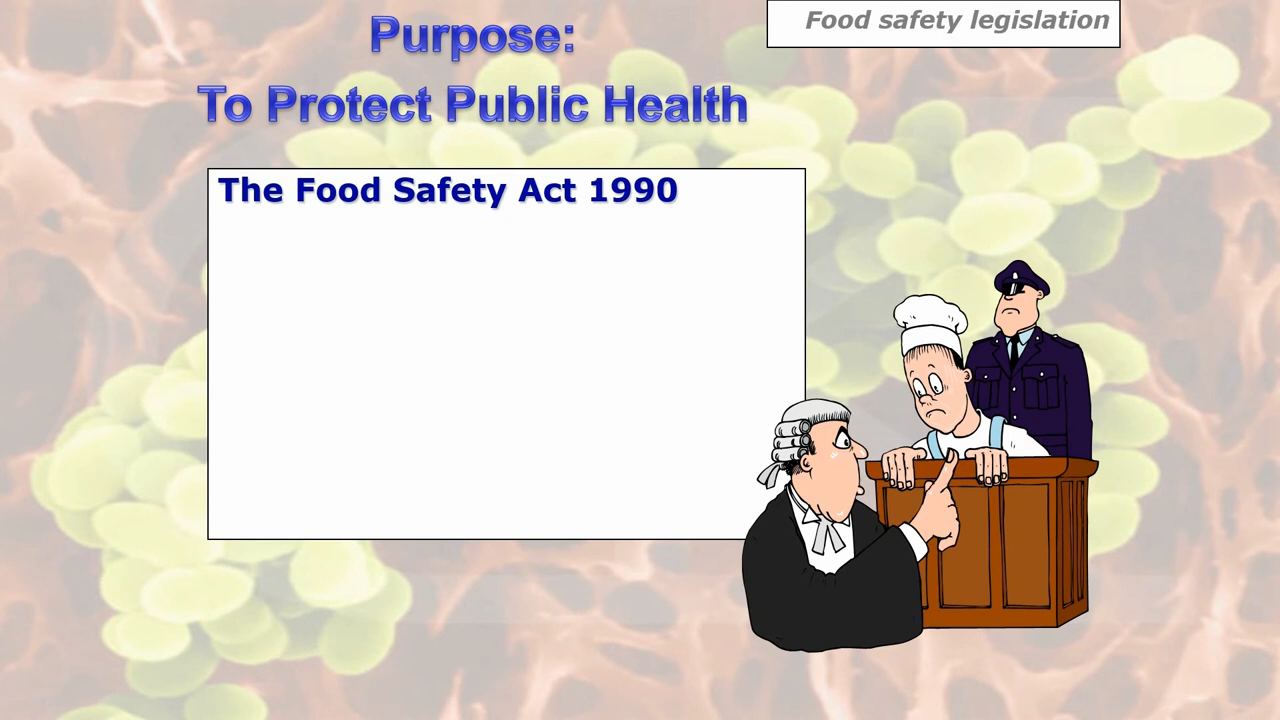 Food safety legislation
Purpose:
To Protect Public Health
The Food Safety Act 1990